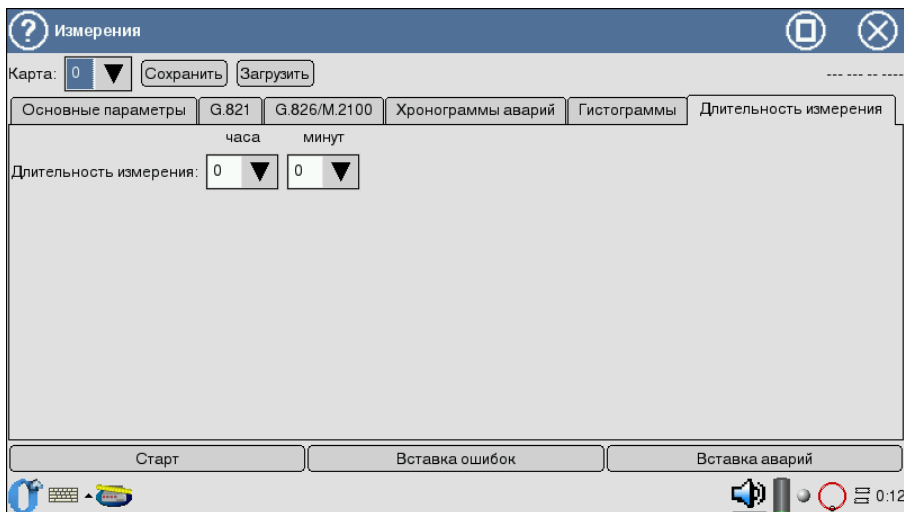 Измерения
Карта: 0 Сохранить Загрузить --- --- -- ----
Основные параметры G.821 G.826/M.2100 Хронограммы аварий Гистограммы Длительность измерения
часа минут
Длительность измерения: 0 0
Старт Вставка ошибок Вставка аварий
0:12